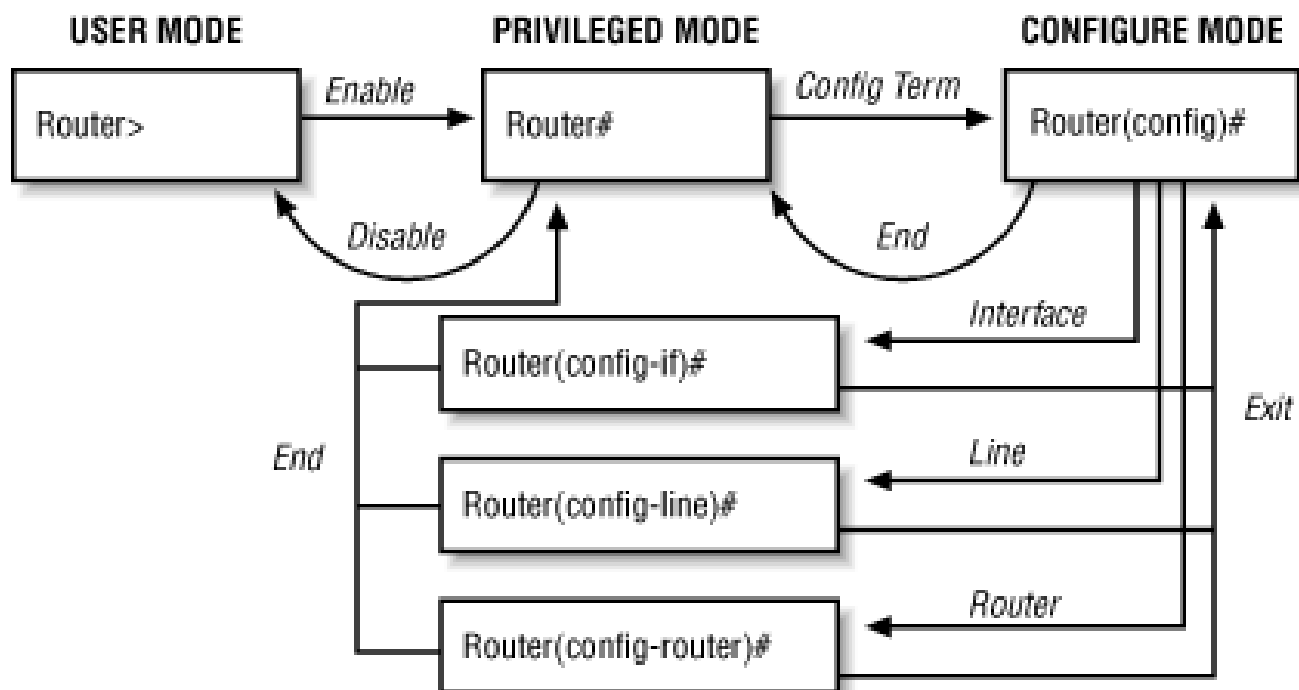 USER MODE
PRIVILEGED MODE
CONFIGURE MODE
Router>
Enable
Router#
Config Term
Router(config)#
Disable
End
Interface
Router(config-if)#
Exit
End
Line
Router(config-line)#
Router
Router(config-router)#